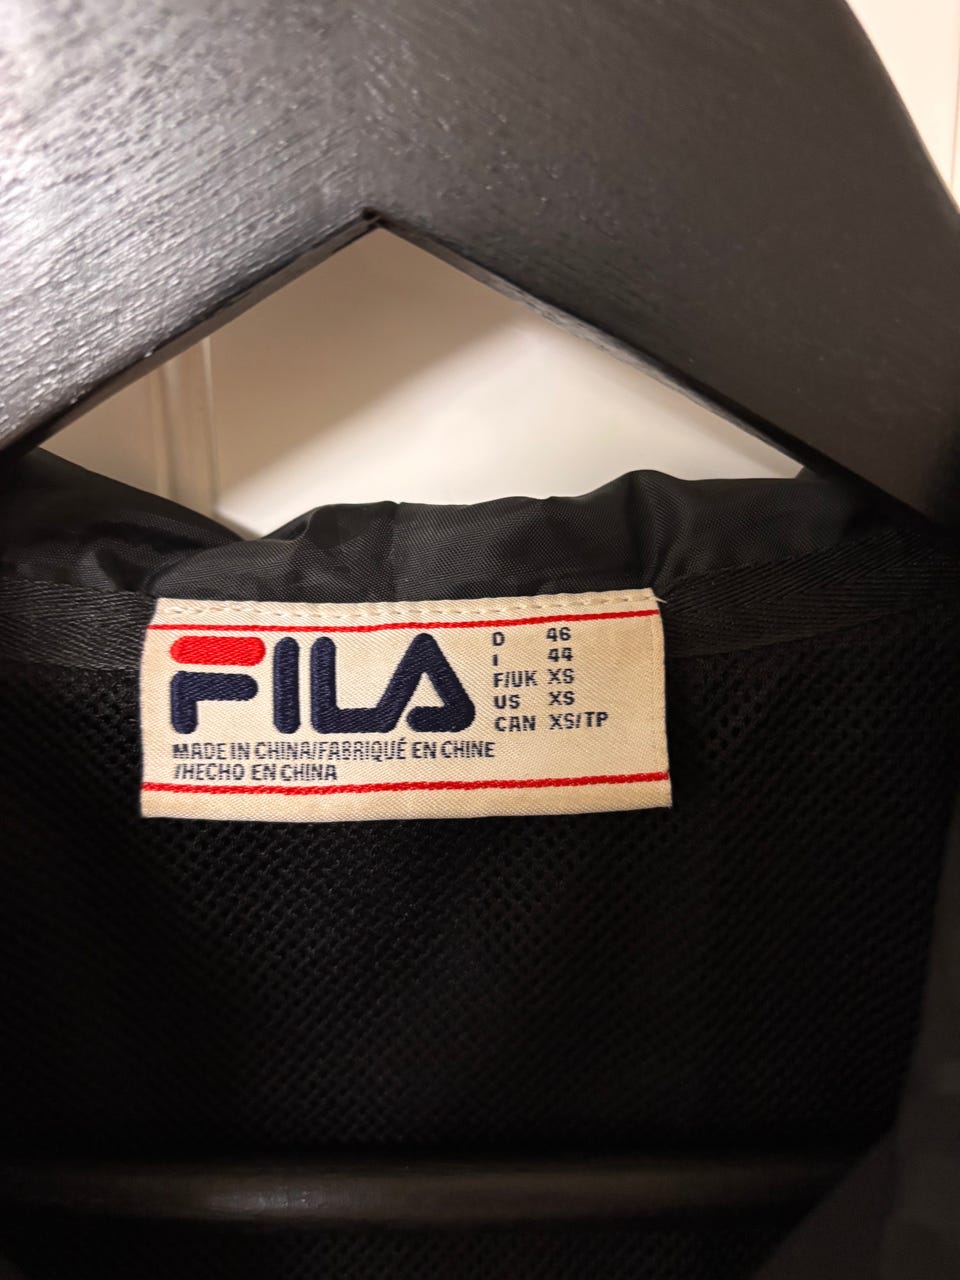 FILA
D 46
I 44
F/UK XS
US XS
CAN XS/TP
MADE IN CHINA/FABRIQUÉ EN CHINE
/HECHO EN CHINA